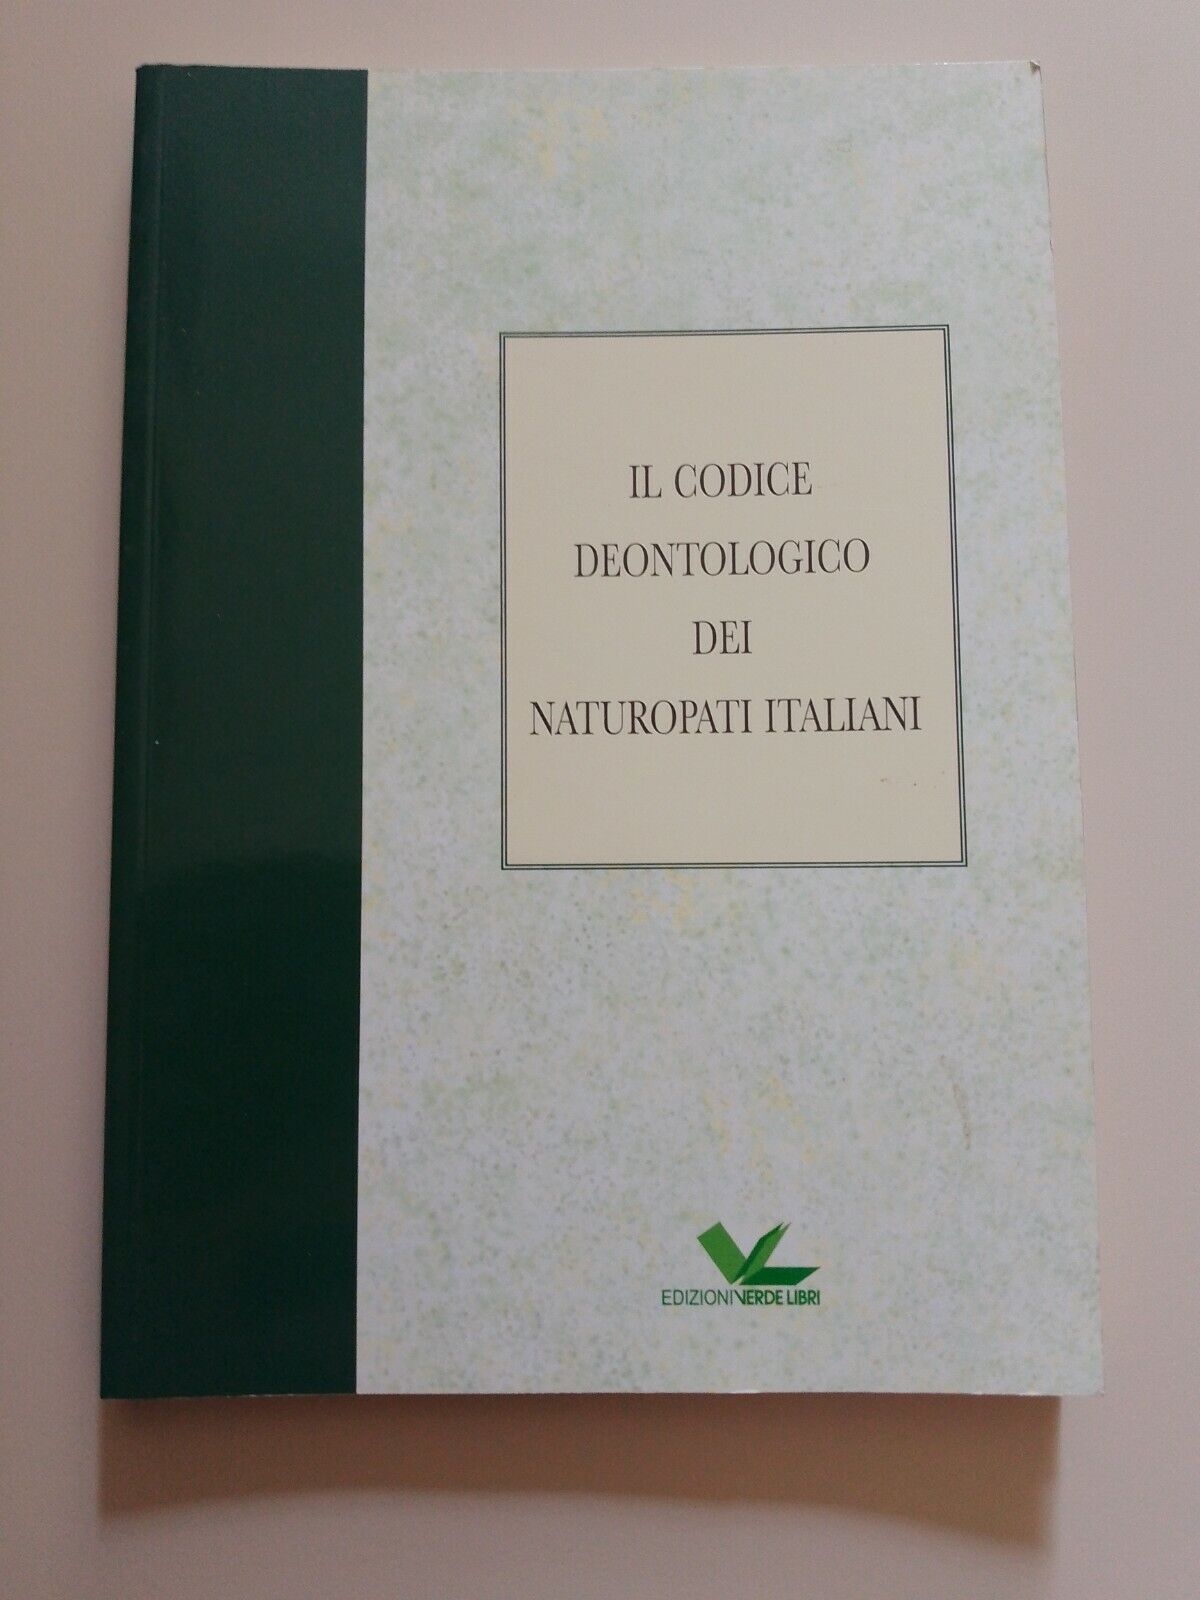 IL CODICE
DEONTOLOGICO
DEI
NATUROPATI ITALIANI
EDIZIONI VERDE LIBRI